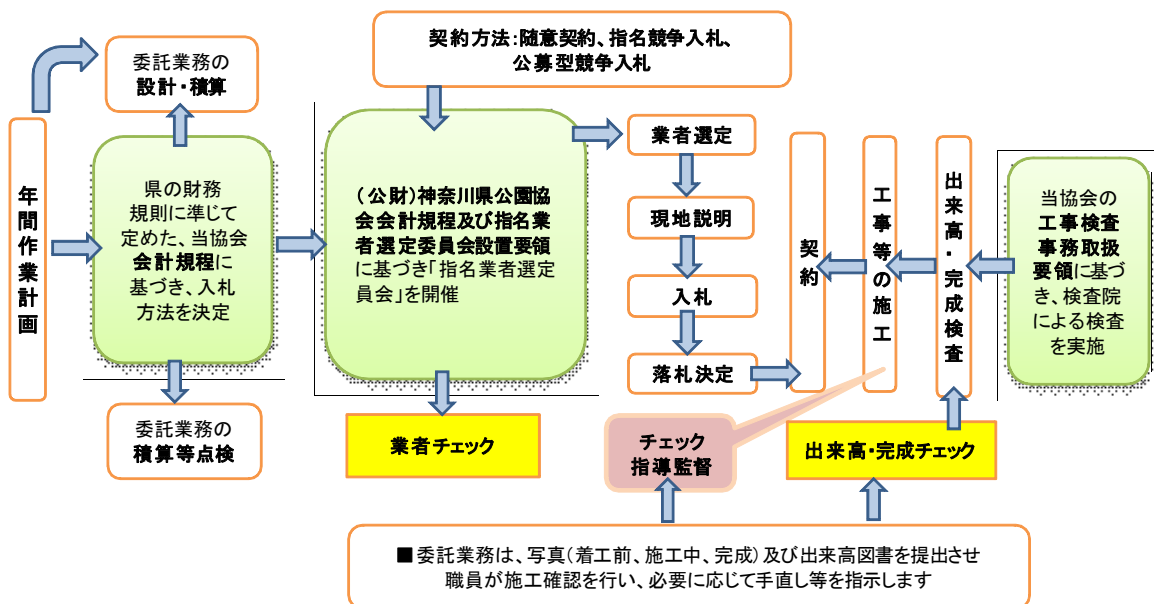 契約方法:随意契約、指名競争入札、
公募型競争入札
委託業務の
設計・積算
年間作業計画
県の財務
規則に準じて
定めた、当協会
会計規程に
基づき、入札
方法を決定
委託業務の
積算等点検
(公財)神奈川県公園協
会会計規程及び指名業
者選定委員会設置要領
に基づき「指名業者選定
員会」を開催
業者チェック
業者選定
現地説明
入札
落札決定
契約
工事等の施工
出来高・完成検査
当協会の
工事検査
事務取扱
要領に基づ
き、検査院
による検査
を実施
チェック
指導監督
出来高・完成チェック
■委託業務は、写真(着工前、施工中、完成)及び出来高図書を提出させ
職員が施工確認を行い、必要に応じて手直し等を指示します